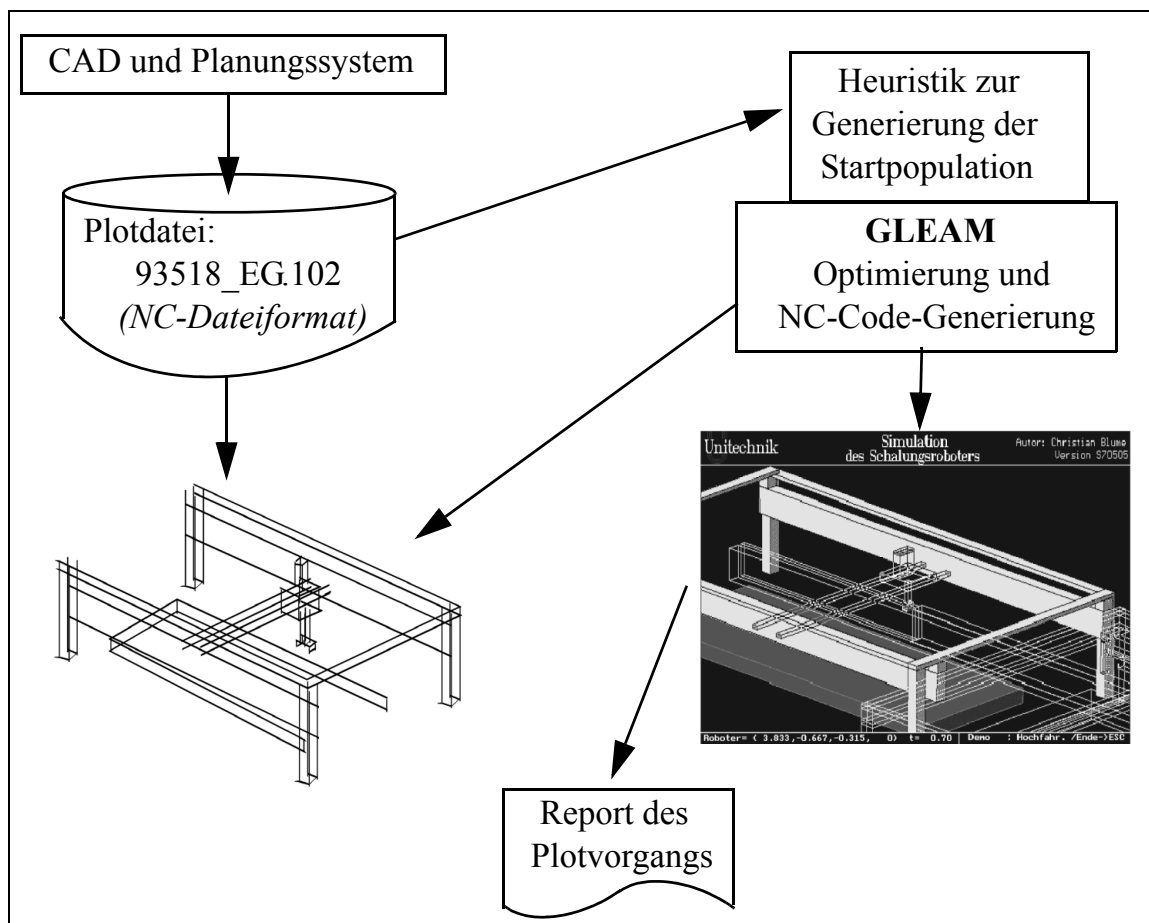 CAD und Planungssystem
Plotdatei:
93518_EG.102
(NC-Dateiformat)
Heuristik zur
Generierung der
Startpopulation
GLEAM
Optimierung und
NC-Code-Generierung
Unitechnik
Simulation
des Schalungsroboters
Autor: Christian Blume
Version S70505
Roboter= ( 3.833,-0.667,-0.315, 0) t= 0.70 Demo : Hochfahr. /Ende->ESC
Report des
Plotvorgangs